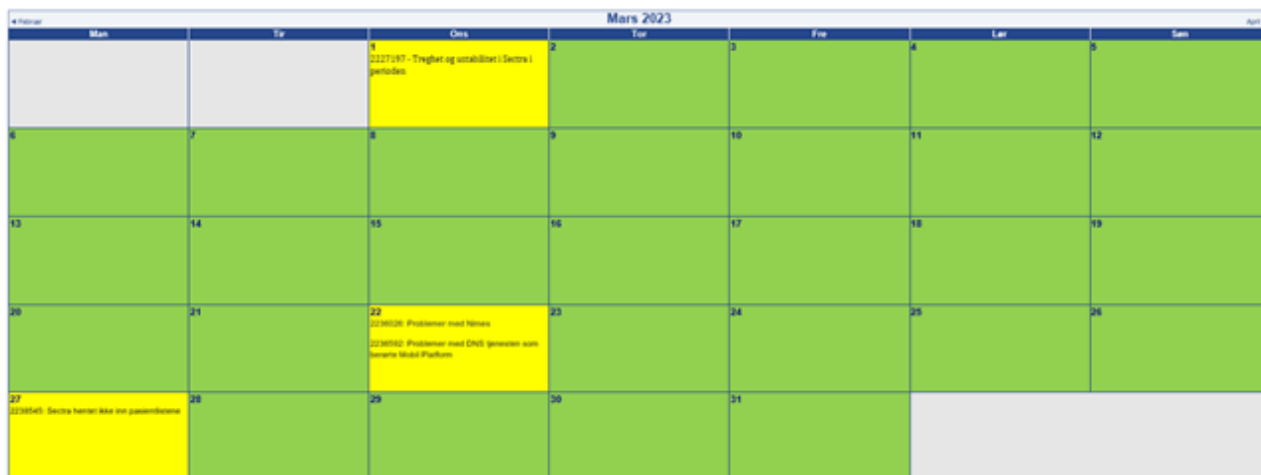 ◄ Februar
Mars 2023
April
Man Tir Ons Tor Fre Lør Søn
1 2 3 4 5
2227197 - Treghet og ustabilitet i Sectra i
perioden.
6 7 8 9 10 11 12
13 14 15 16 17 18 19
20 21 22 23 24 25 26
Problemer med Nimes
Problemer med DNS tjenesten som
berørte Mobil Platform
27 28 29 30 31
Sectra hentet ikke inn pasientlistene